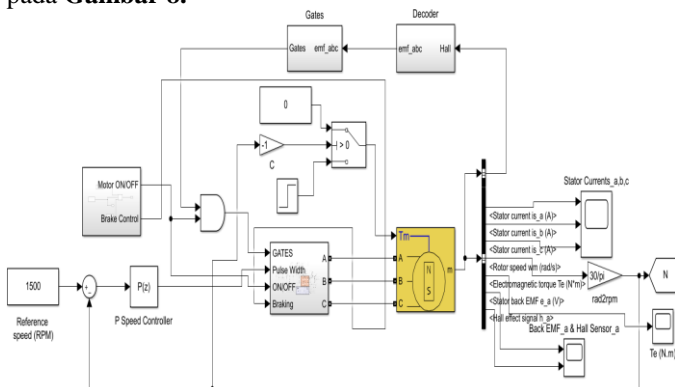 pada Gambar 8.
Gates
Decoder
Gates
emf_abc
emf_abc
Hall
0
-1
C
> 0
Motor ON/OFF
Brake Control
Stator Currents_a,b,c
<Stator current is_a (A)>
<Stator current is_b (A)>
<Stator current is_c (A)>
<Rotor speed wm (rad/s)>
<Electromagnetic torque Te (N*m)>
<Stator back EMF e_a (V)>
<Hall effect signal h_a>
Back EMF_a & Hall Sensor_a
30/pi
rad2rpm
N
Te (N.m)
GATES
Pulse Width
ON/OFF
Braking
A
B
C
Tm
A
B
C
N
S
m
1500
Reference
speed (RPM)
P(z)
P Speed Controller